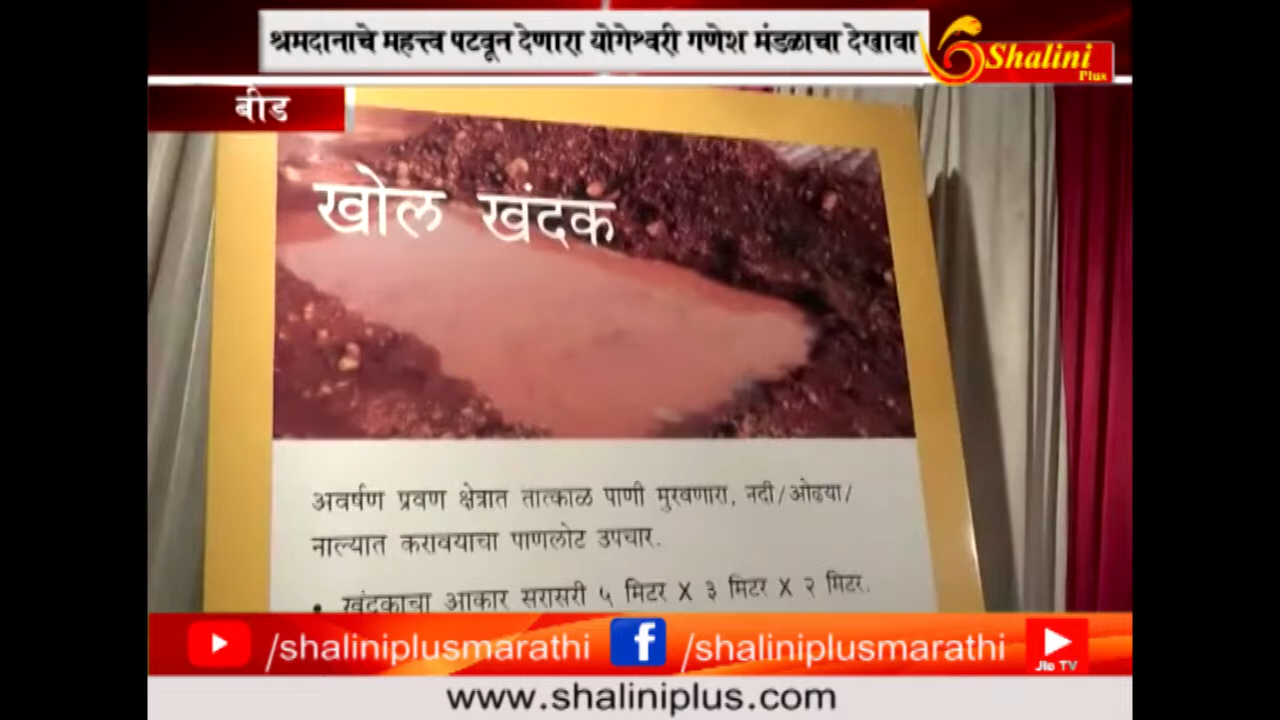 श्रमदानाचे महत्त्व पटवून देणारा योगेश्वरी गणेश मंडळाचा देखावा
Shalini
Plus
बीड
खोल खंदक
अवर्षण प्रवण क्षेत्रात तात्काळ पाणी मुरवणारा, नदी/ओढया/
नाल्यात करावयाचा पाणलोट उपचार.
• खंदकाचा आकार सरासरी ५ मिटर X ३ मिटर X २ मिटर.
/shaliniplusmarathi
/shaliniplusmarathi
Jio TV
www.shaliniplus.com